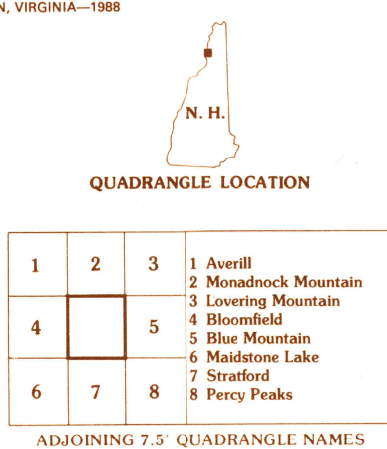 N, VIRGINIA—1988
N. H.
QUADRANGLE LOCATION
1 2 3
4 5
6 7 8
1 Averill
2 Monadnock Mountain
3 Lovering Mountain
4 Bloomfield
5 Blue Mountain
6 Maidstone Lake
7 Stratford
8 Percy Peaks
ADJOINING 7.5′ QUADRANGLE NAMES